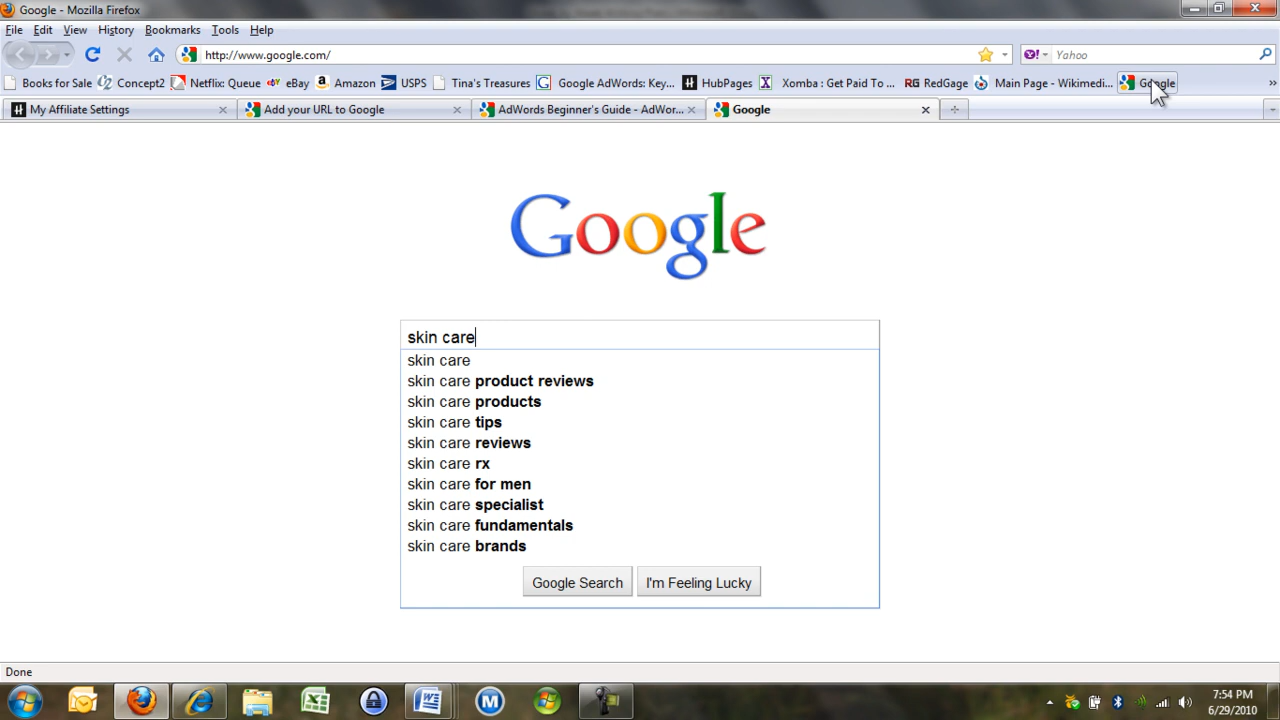 Google - Mozilla Firefox
File Edit View History Bookmarks Tools Help
http://www.google.com/ Yahoo
Books for Sale Concept2 Netflix: Queue eBay Amazon USPS Tina's Treasures Google AdWords: Key... HubPages Xomba : Get Paid To ... RedGage Main Page - Wikimedi... Google »
My Affiliate Settings Add your URL to Google AdWords Beginner's Guide - AdWor... Google
Google
skin care
skin care
skin care product reviews
skin care products
skin care tips
skin care reviews
skin care rx
skin care for men
skin care specialist
skin care fundamentals
skin care brands
Google Search I'm Feeling Lucky
Done
7:54 PM
6/29/2010